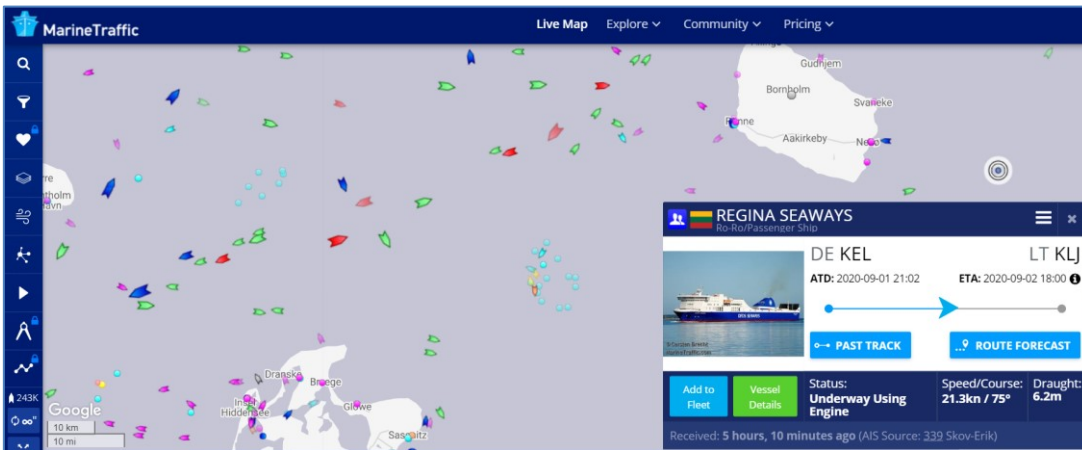 MarineTraffic
Live Map
Explore
Community
Pricing
Gudhjem
Bornholm
Svaneke
Rønne
Aakirkeby
Nexø
Dranske
Breege
Insel
Hiddensee
Glowe
Sassnitz
243K
Google
10 km
10 mi
REGINA SEAWAYS
Ro-Ro/Passenger Ship
DE KEL
LT KLJ
ATD: 2020-09-01 21:02
ETA: 2020-09-02 18:00
PAST TRACK
ROUTE FORECAST
Add to
Fleet
Vessel
Details
Status:
Underway Using
Engine
Speed/Course:
21.3kn / 75°
Draught:
6.2m
Received: 5 hours, 10 minutes ago (AIS Source: 339 Skov-Erik)